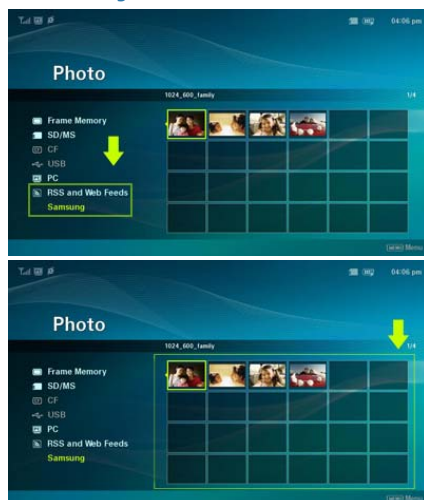 04:06 pm
Photo
1024_600_family
1/4
Frame Memory
SD/MS
CF
USB
PC
RSS and Web Feeds
Samsung
MENU Menu
04:06 pm
Photo
1024_600_family
1/4
Frame Memory
SD/MS
CF
USB
PC
RSS and Web Feeds
Samsung
Menu